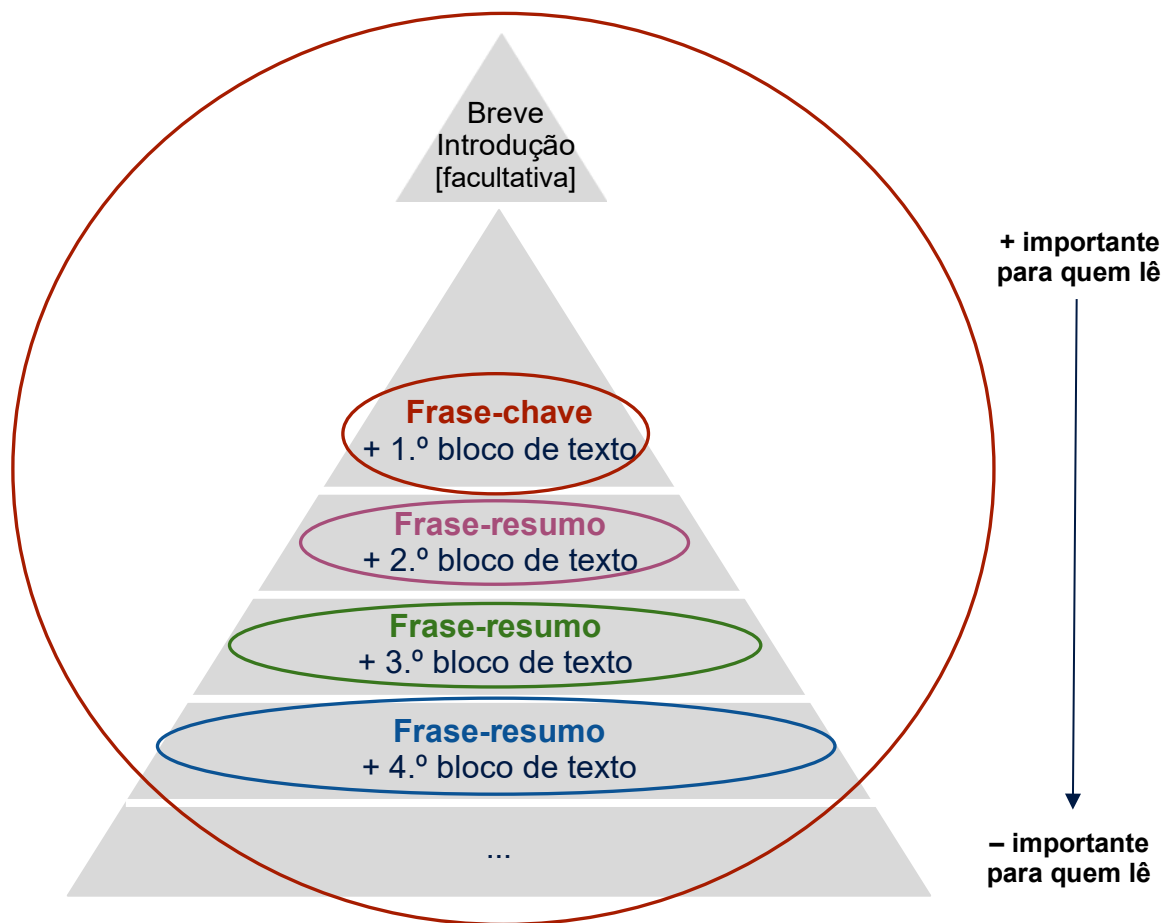 Breve
Introdução
[facultativa]
+ importante
para quem lê
Frase-chave
+ 1.º bloco de texto
Frase-resumo
+ 2.º bloco de texto
Frase-resumo
+ 3.º bloco de texto
Frase-resumo
+ 4.º bloco de texto
...
– importante
para quem lê